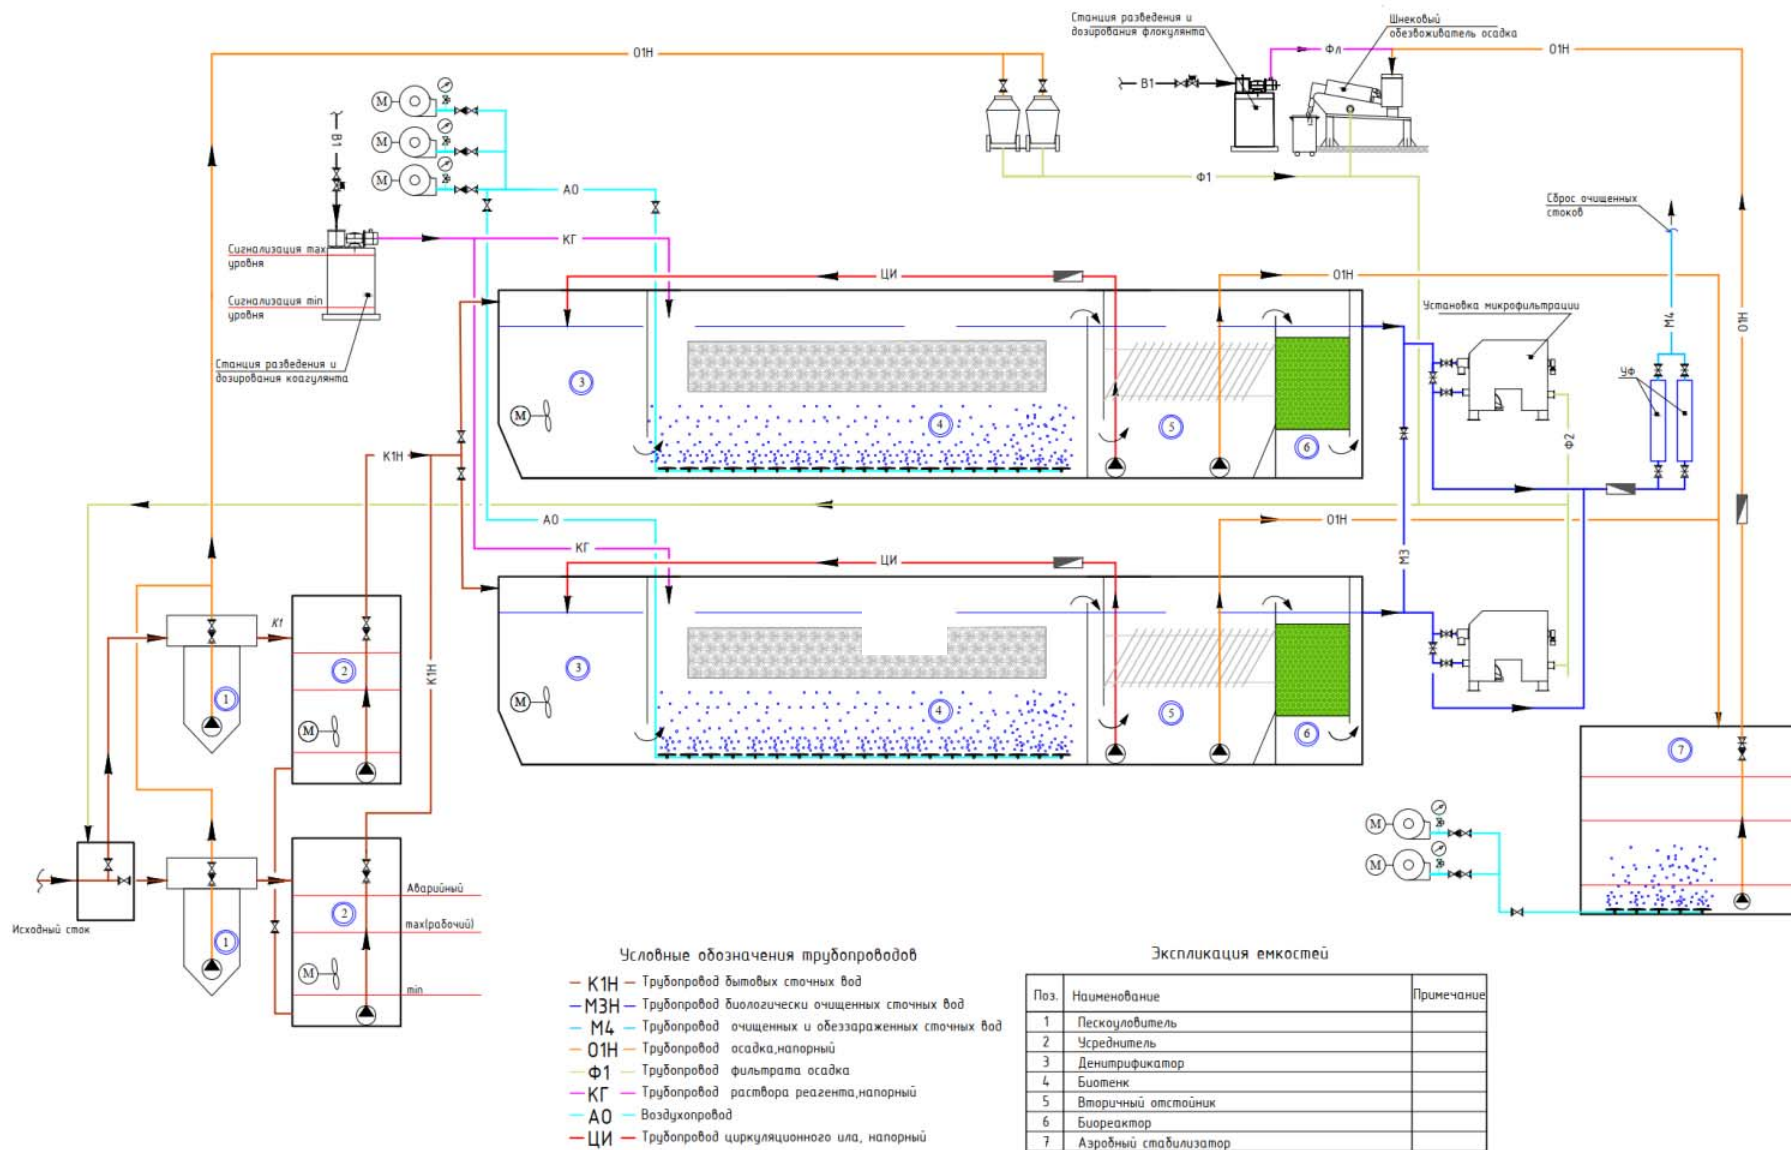 Станция разведения и
дозирования флокулянта
Шнековый
обезвоживатель осадка
О1Н
Фл
О1Н
В1
В1
М
М
М
АО
Ф1
Сброс очищенных
стоков
КГ
Сигнализация max
уровня
Сигнализация min
уровня
Станция разведения и
дозирования коагулянта
ЦИ
О1Н
Установка микрофильтрации
М4
О1Н
УФ
3
4
5
6
М
К1Н
Ф2
АО
О1Н
КГ
ЦИ
М3
К1
К1Н
1
2
М
3
4
5
6
М
7
М
М
Исходный сток
1
2
М
Аварийный
max(рабочий)
min
Условные обозначения трубопроводов
К1Н Трубопровод бытовых сточных вод
М3Н Трубопровод биологически очищенных сточных вод
М4 Трубопровод очищенных и обеззараженных сточных вод
О1Н Трубопровод осадка,напорный
Ф1 Трубопровод фильтрата осадка
КГ Трубопровод раствора реагента,напорный
АО Воздухопровод
ЦИ Трубопровод циркуляционного ила, напорный
Экспликация емкостей
Поз. Наименование Примечание
1 Пескоуловитель
2 Усреднитель
3 Денитрификатор
4 Биотенк
5 Вторичный отстойник
6 Биореактор
7 Аэробный стабилизатор